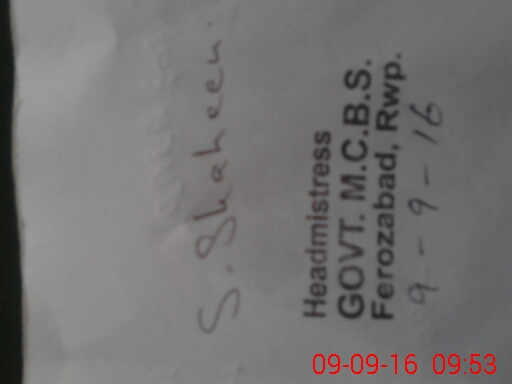 S. Shaheen.
Headmistress
GOVT. M.C.B.S.
Ferozabad, Rwp.
9-9-16
09-09-16 09:53